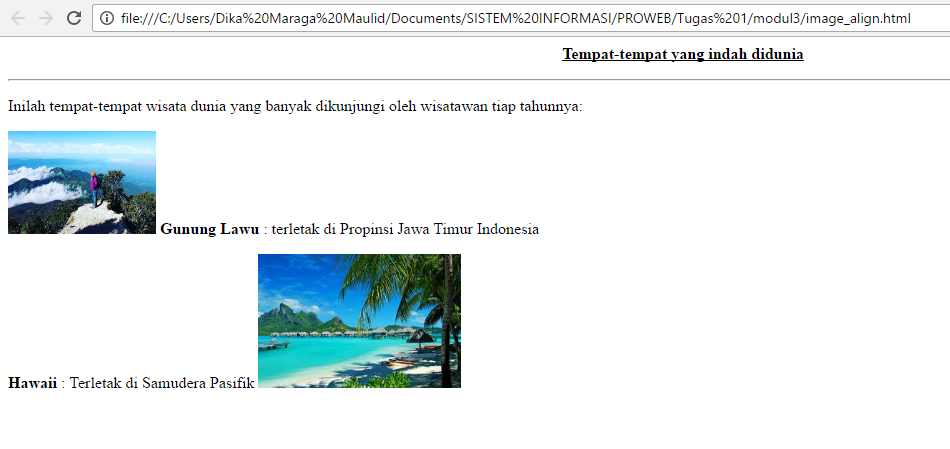 file:///C:/Users/Dika%20Maraga%20Maulid/Documents/SISTEM%20INFORMASI/PROWEB/Tugas%201/modul3/image_align.html
Tempat-tempat yang indah didunia
Inilah tempat-tempat wisata dunia yang banyak dikunjungi oleh wisatawan tiap tahunnya:
Gunung Lawu : terletak di Propinsi Jawa Timur Indonesia
Hawaii : Terletak di Samudera Pasifik